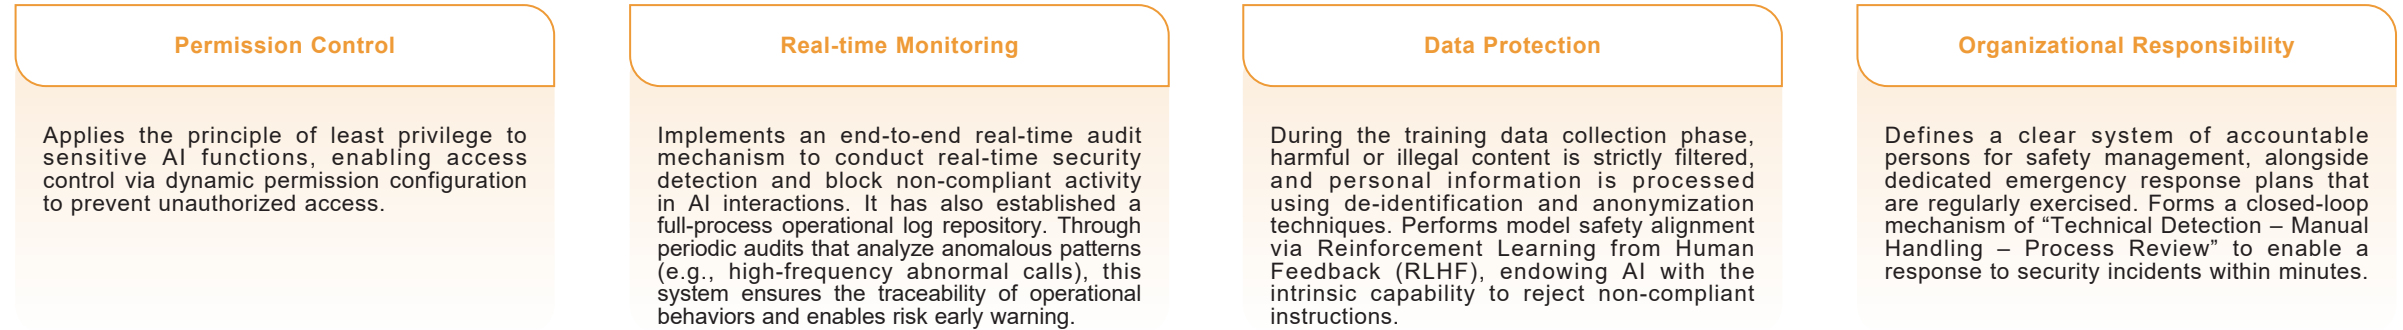 Permission Control
Applies the principle of least privilege to
sensitive AI functions, enabling access
control via dynamic permission configuration
to prevent unauthorized access.
Real-time Monitoring
Implements an end-to-end real-time audit
mechanism to conduct real-time security
detection and block non-compliant activity
in AI interactions. It has also established a
full-process operational log repository. Through
periodic audits that analyze anomalous patterns
(e.g., high-frequency abnormal calls), this
system ensures the traceability of operational
behaviors and enables risk early warning.
Data Protection
During the training data collection phase,
harmful or illegal content is strictly filtered,
and personal information is processed
using de-identification and anonymization
techniques. Performs model safety alignment
via Reinforcement Learning from Human
Feedback (RLHF), endowing AI with the
intrinsic capability to reject non-compliant
instructions.
Organizational Responsibility
Defines a clear system of accountable
persons for safety management, alongside
dedicated emergency response plans that
are regularly exercised. Forms a closed-loop
mechanism of “Technical Detection – Manual
Handling – Process Review” to enable a
response to security incidents within minutes.